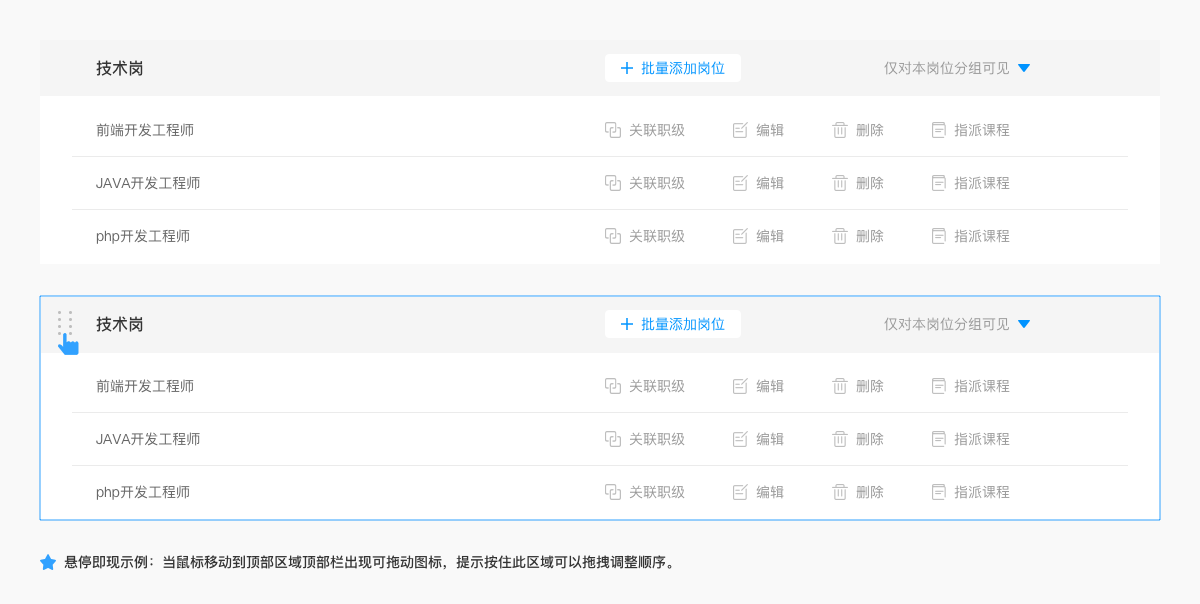 技术岗 批量添加岗位 仅对本岗位分组可见
前端开发工程师 关联职级 编辑 删除 指派课程
JAVA开发工程师 关联职级 编辑 删除 指派课程
php开发工程师 关联职级 编辑 删除 指派课程
技术岗 批量添加岗位 仅对本岗位分组可见
前端开发工程师 关联职级 编辑 删除 指派课程
JAVA开发工程师 关联职级 编辑 删除 指派课程
php开发工程师 关联职级 编辑 删除 指派课程
悬停即现示例：当鼠标移动到顶部区域顶部栏出现可拖动图标，提示按住此区域可以拖拽调整顺序。